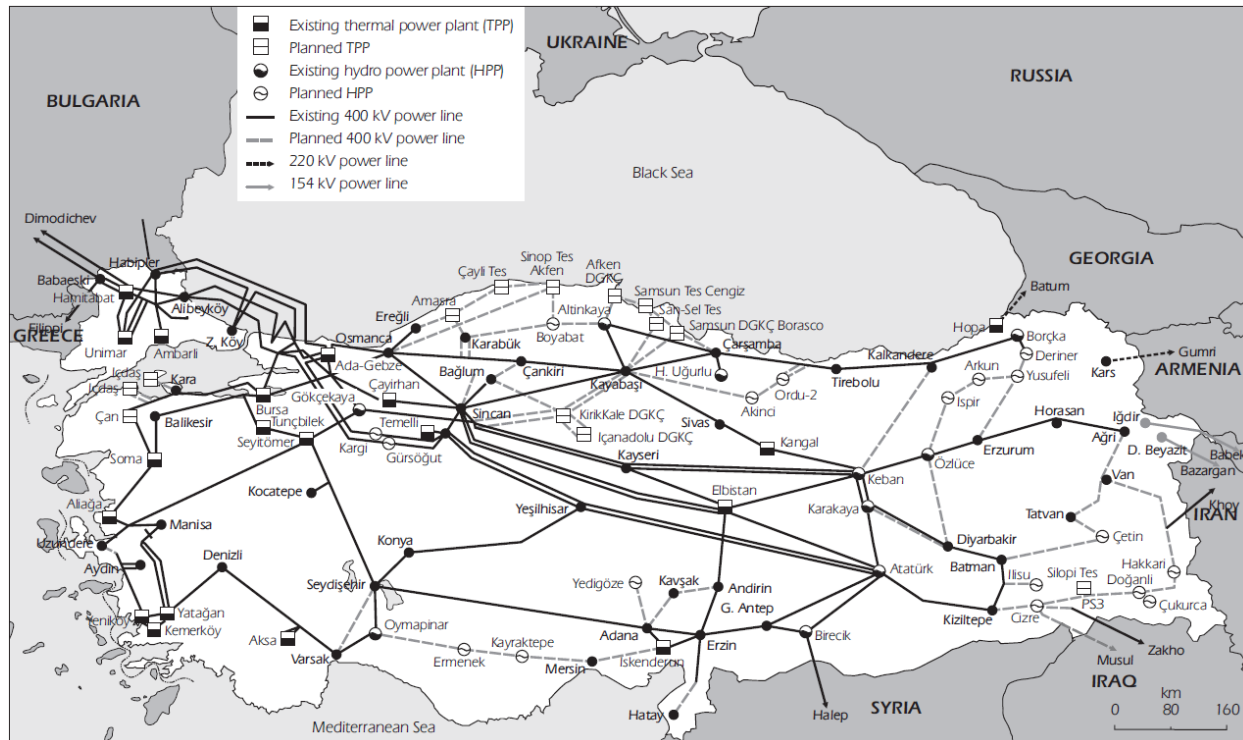 Existing thermal power plant (TPP)
Planned TPP
Existing hydro power plant (HPP)
Planned HPP
Existing 400 kV power line
Planned 400 kV power line
220 kV power line
154 kV power line
UKRAINE
RUSSIA
BULGARIA
Black Sea
Dimodichev
Habipler
Babaeski
Hamitabat
Alibeyköy
GREECE
Filippi
Unimar
Ambarli
Z. Köy
Osmanca
Ada-Gebze
Ereğli
Amasra
Çayli Tes
Sinop Tes
Akfen
Afken
DGKÇ
Samsun Tes Cengiz
San-Sel Tes
Samsun DGKÇ Borasco
Altinkaya
Boyabat
Karabük
Bağlum
Çankiri
Kayabaşi
H. Uğurlu
Çarşamba
Ordu-2
Akinci
Tirebolu
Kalkandere
Hopa
Batum
GEORGIA
Borçka
Deriner
Yusufeli
Arkun
Ispir
Kars
Gumri
ARMENIA
Içdaş
Içdaş
Kara
Çan
Balikesir
Bursa
Tunçbilek
Seyitömer
Gökçekaya
Çayirhan
Temelli
Sincan
Kargi
Gürsöğut
KirikKale DGKÇ
Içanadolu DGKÇ
Sivas
Kangal
Kayseri
Keban
Özlüce
Erzurum
Horasan
Ağri
Iğdir
D. Beyazit
Babek
Bazargan
Khoy
IRAN
Soma
Aliağa
Manisa
Uzundere
Aydin
Denizli
Kocatepe
Konya
Yeşilhisar
Elbistan
Karakaya
Diyarbakir
Batman
Tatvan
Van
Çetin
Hakkari
Doğanli
Çukurca
Silopi Tes
PS3
Ilisu
Cizre
Kiziltepe
Zakho
Musul
IRAQ
Yeniköy
Yatağan
Kemerköy
Aksa
Varsak
Seydişehir
Oymapinar
Ermenek
Kayraktepe
Mersin
Adana
Yedigöze
Kavşak
Andirin
G. Antep
Atatürk
Birecik
Iskenderun
Erzin
Hatay
Halep
SYRIA
Mediterranean Sea
km
0 80 160